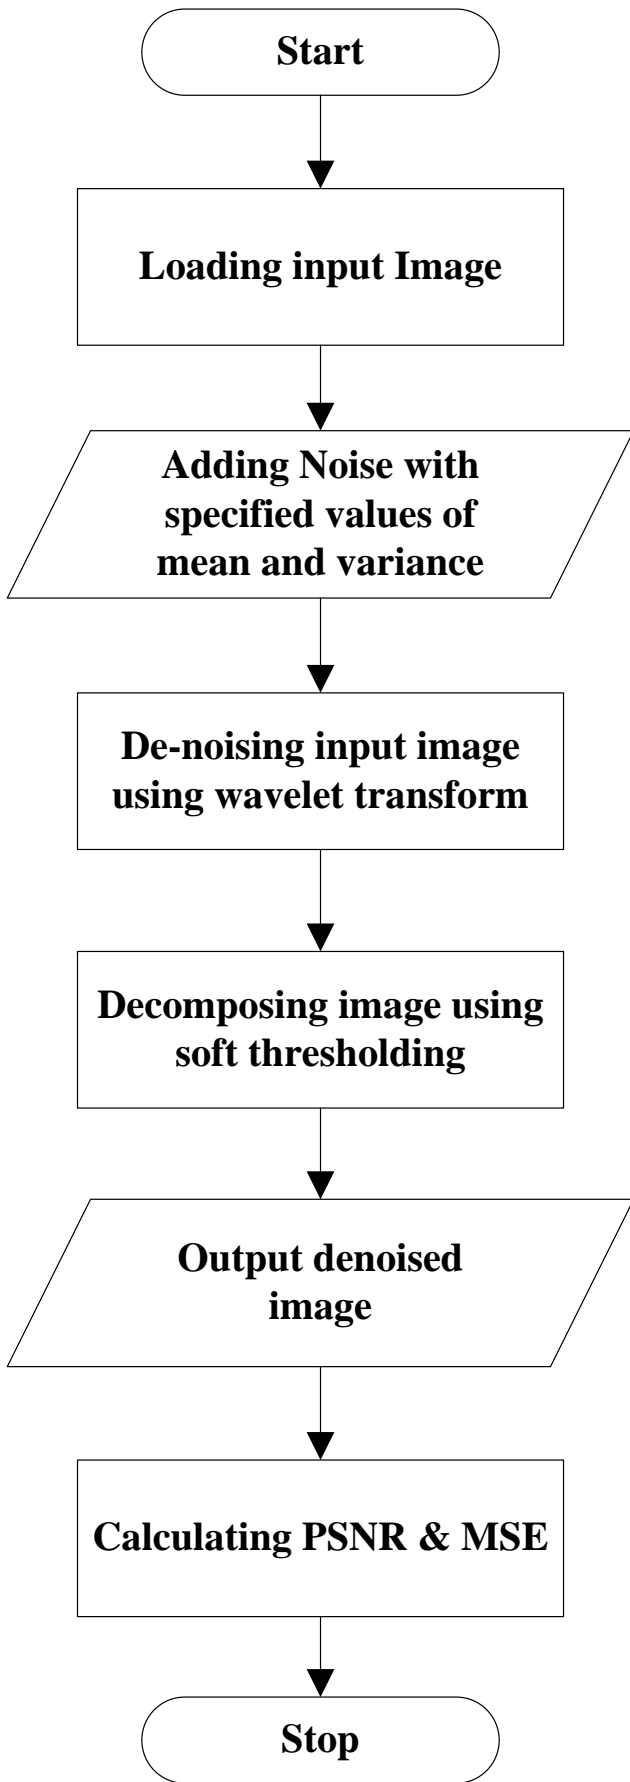 Start
Loading input Image
Adding Noise with
specified values of
mean and variance
De-noising input image
using wavelet transform
Decomposing image using
soft thresholding
Output denoised
image
Calculating PSNR & MSE
Stop